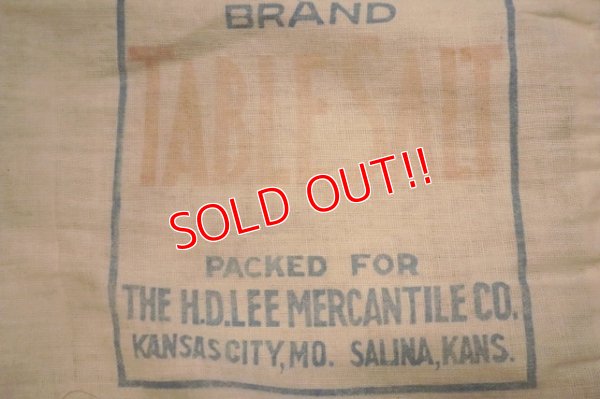 BRAND
TABLE SALT
SOLD OUT!!
PACKED FOR
THE H.D.LEE MERCANTILE CO.
KANSAS CITY, MO. SALINA, KANS.